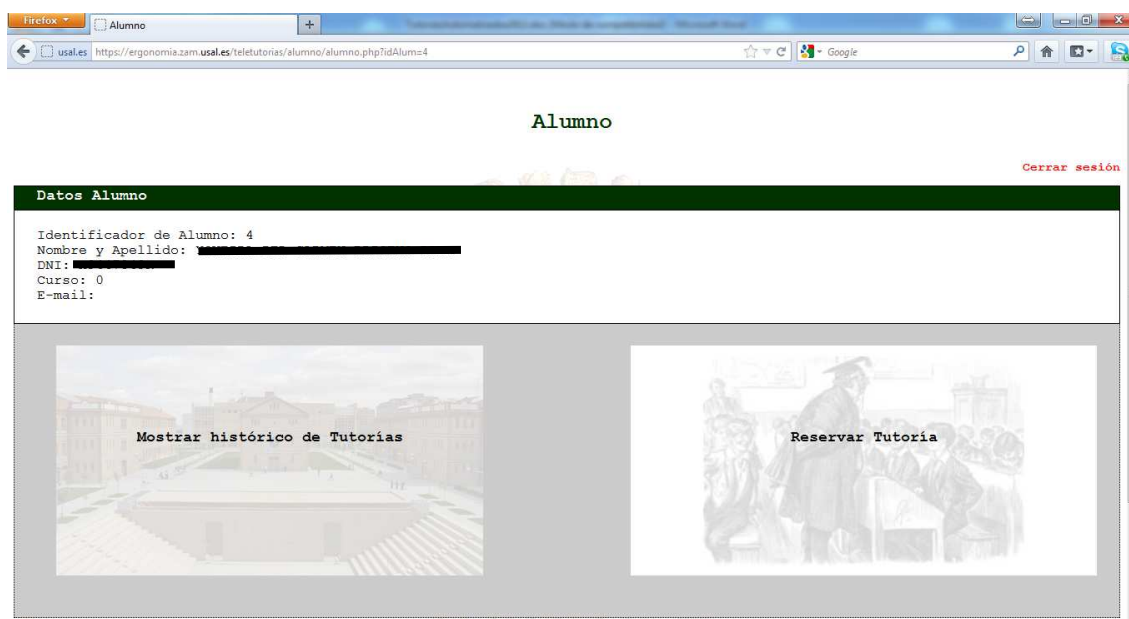 Firefox
Alumno
+
usal.es https://ergonomia.zam.usal.es/teletutorias/alumno/alumno.php?idAlum=4
Google
Alumno
Cerrar sesión
Datos Alumno
Identificador de Alumno: 4
Nombre y Apellido:
DNI:
Curso: 0
E-mail:
Mostrar histórico de Tutorías
Reservar Tutoría